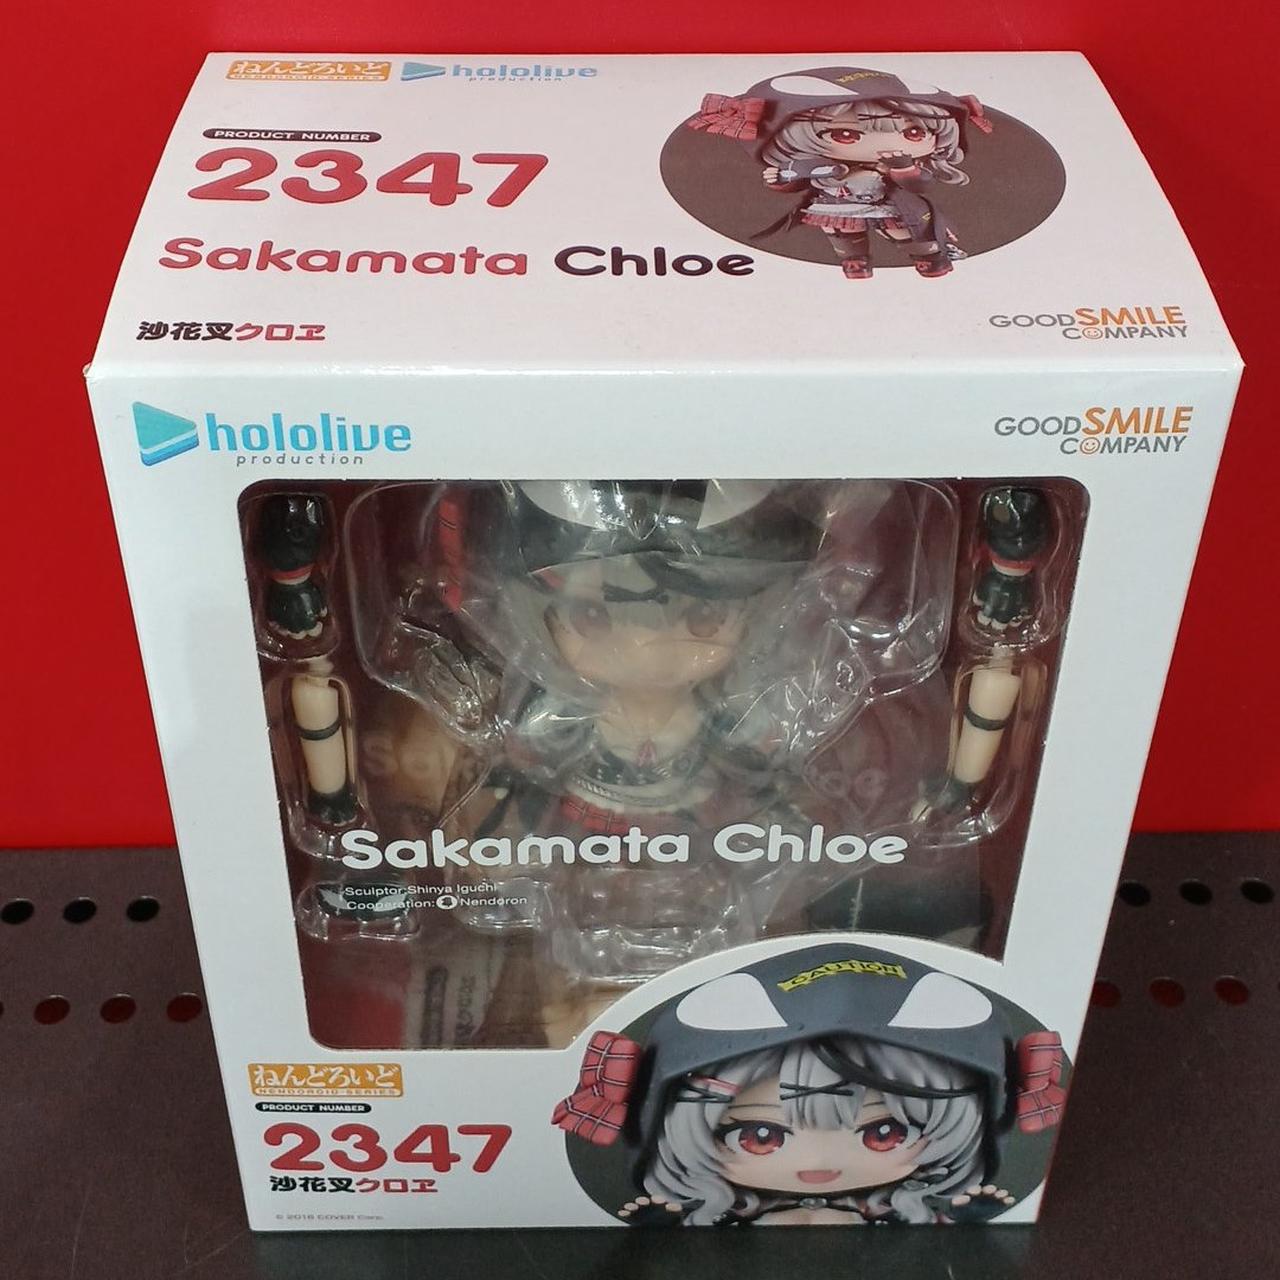 ねんどろいど
NENDOROID SERIES
hololive
production
PRODUCT NUMBER
2347
Sakamata Chloe
沙花叉クロヱ
GOOD SMILE
COMPANY
hololive
production
GOOD SMILE
COMPANY
Sakamata Chloe
Sculptor:Shinya Iguchi
Cooperation: Nendoron
CAUTION
ねんどろいど
NENDOROID SERIES
PRODUCT NUMBER
2347
沙花叉クロヱ
© 2016 COVER Corp.